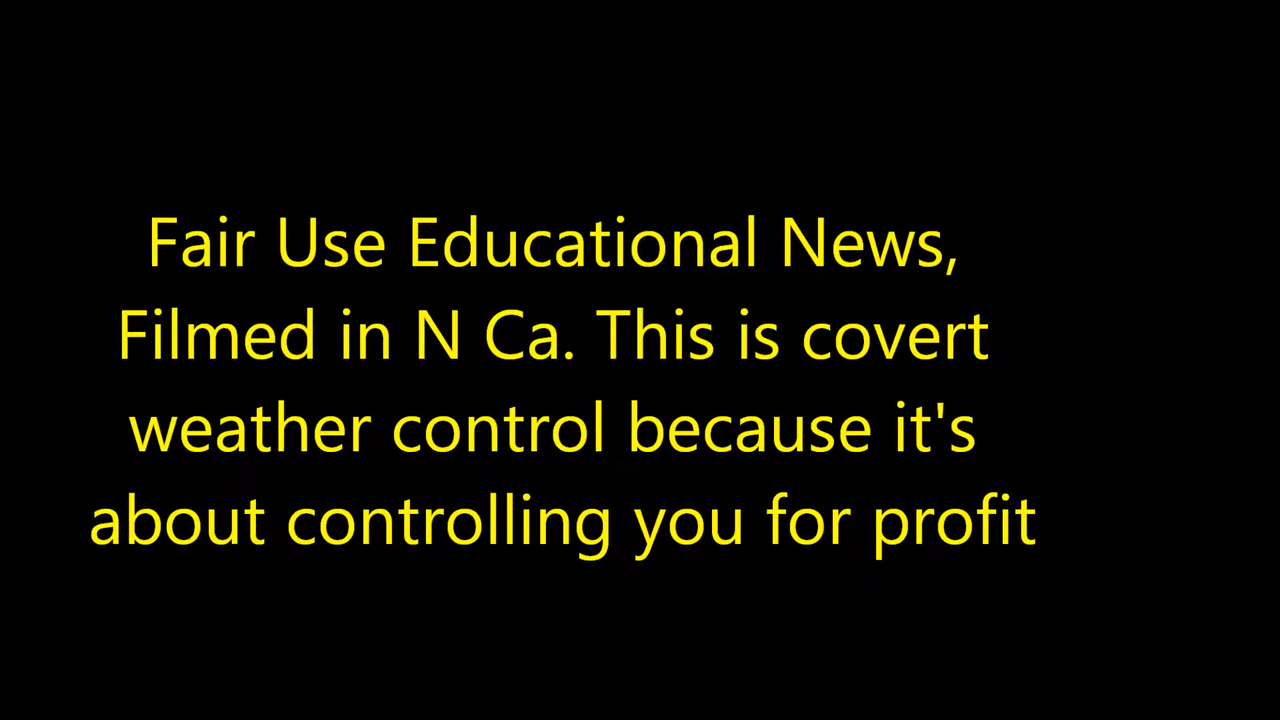 Fair Use Educational News,
Filmed in N Ca. This is covert
weather control because it's
about controlling you for profit